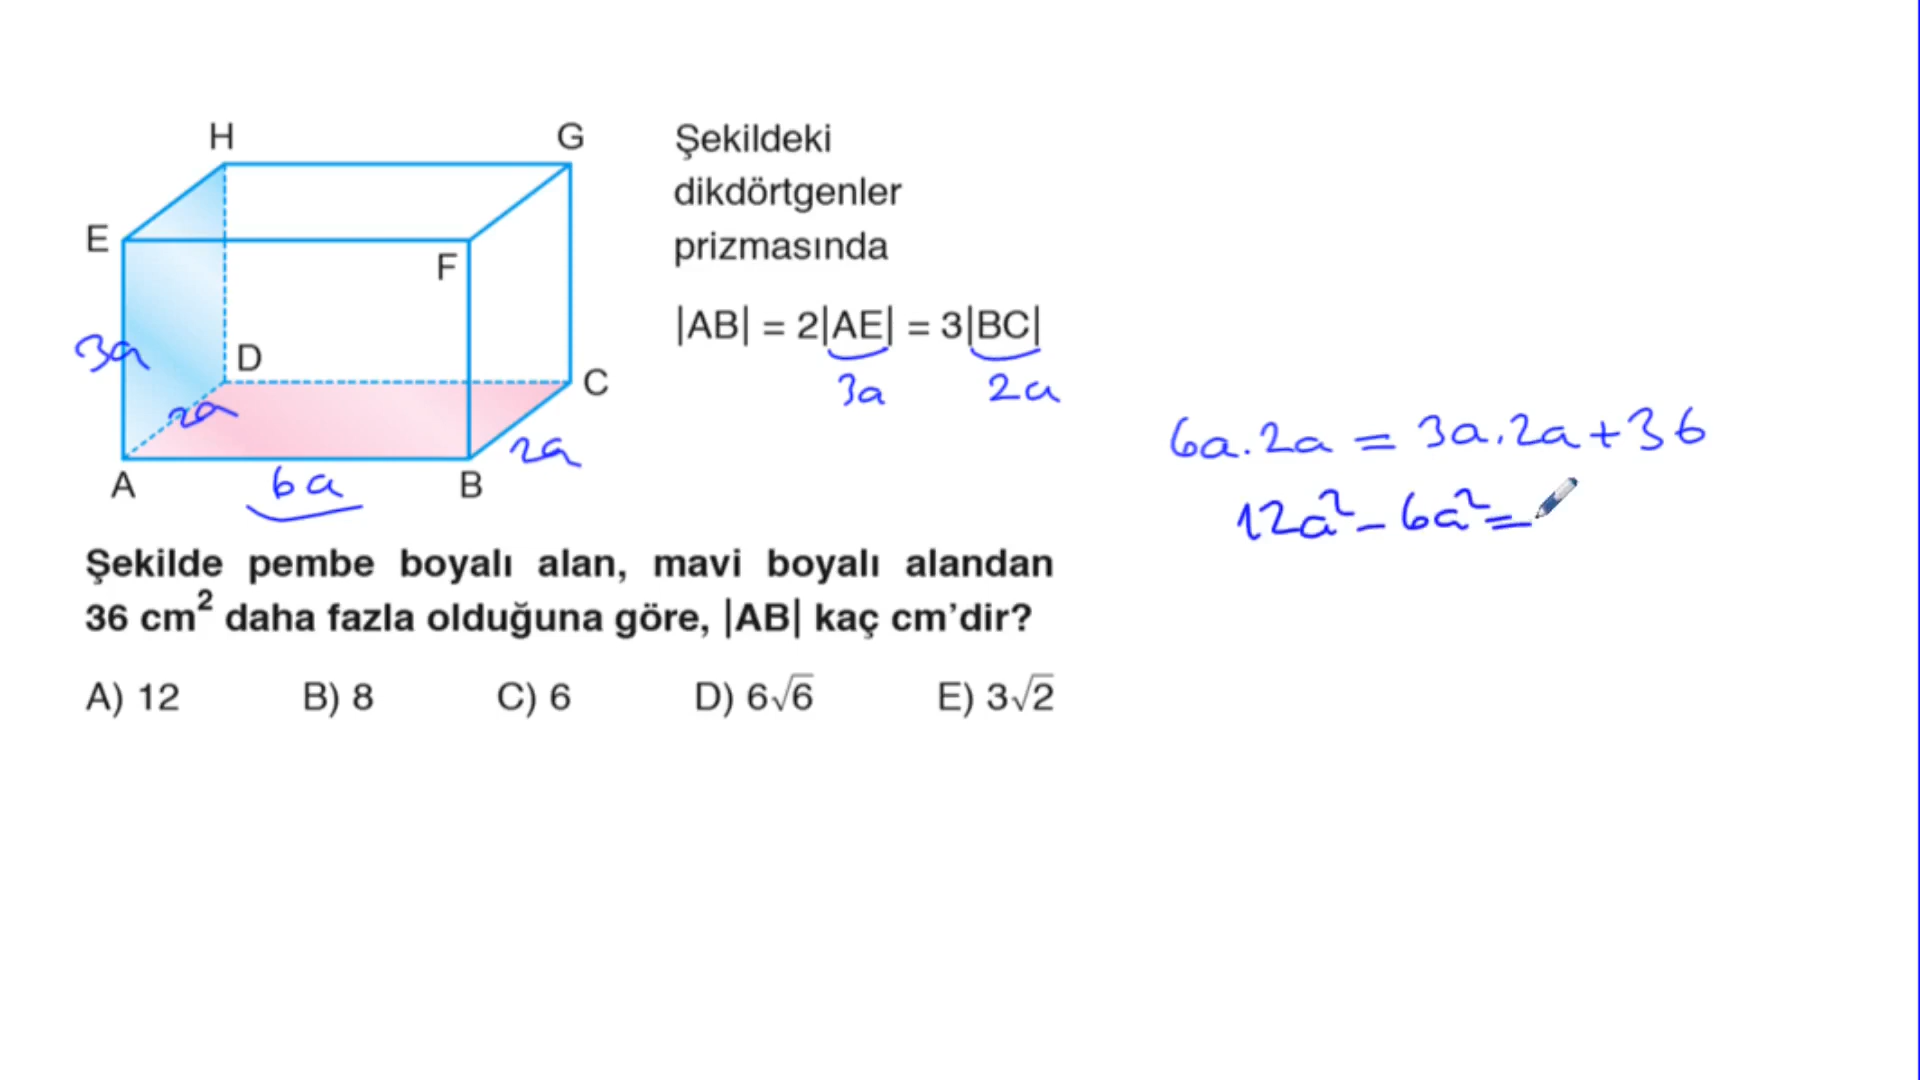 H G
E
F
3a D
C
2a
2a
A 6a B
Şekildeki
dikdörtgenler
prizmasında
|AB| = 2|AE| = 3|BC|
3a 2a
6a.2a = 3a.2a+36
12a²-6a²=
Şekilde pembe boyalı alan, mavi boyalı alandan
36 cm² daha fazla olduğuna göre, |AB| kaç cm'dir?
A) 12 B) 8 C) 6 D) 6√6 E) 3√2